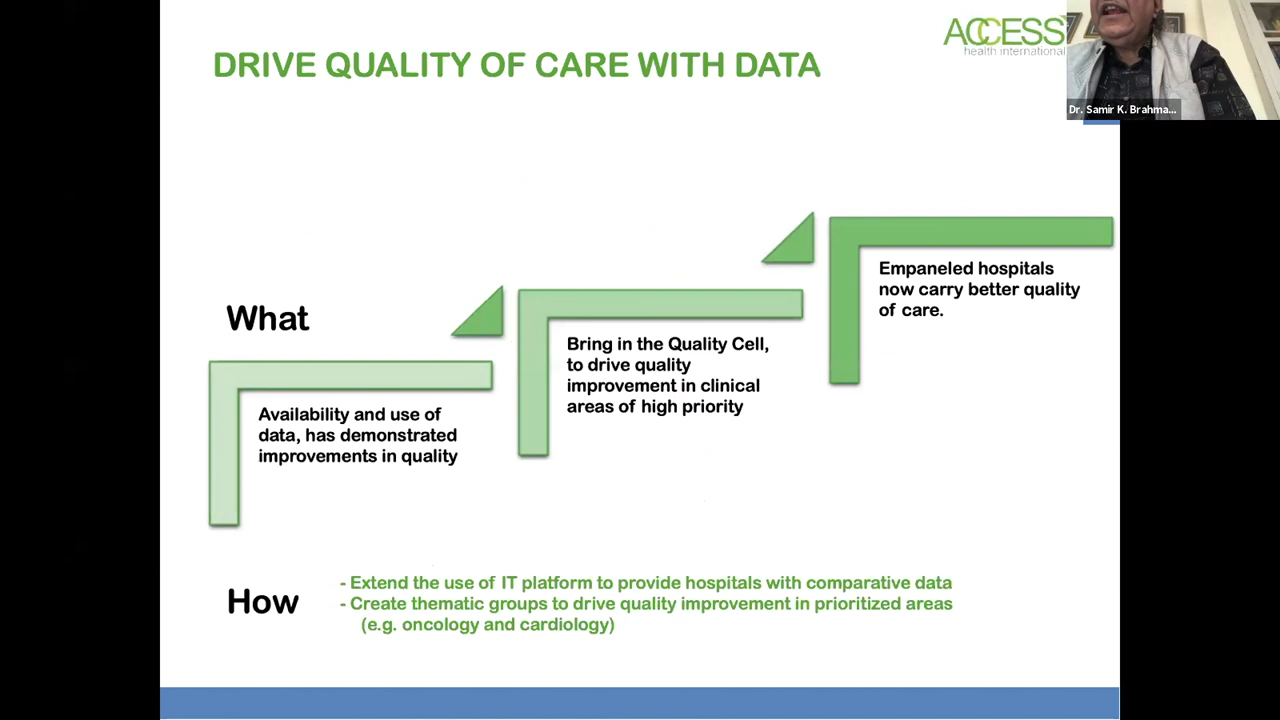 DRIVE QUALITY OF CARE WITH DATA
ACCESS
health international
Dr. Samir K. Brahma...
What
Availability and use of
data, has demonstrated
improvements in quality
Bring in the Quality Cell,
to drive quality
improvement in clinical
areas of high priority
Empaneled hospitals
now carry better quality
of care.
How
- Extend the use of IT platform to provide hospitals with comparative data
- Create thematic groups to drive quality improvement in prioritized areas
(e.g. oncology and cardiology)